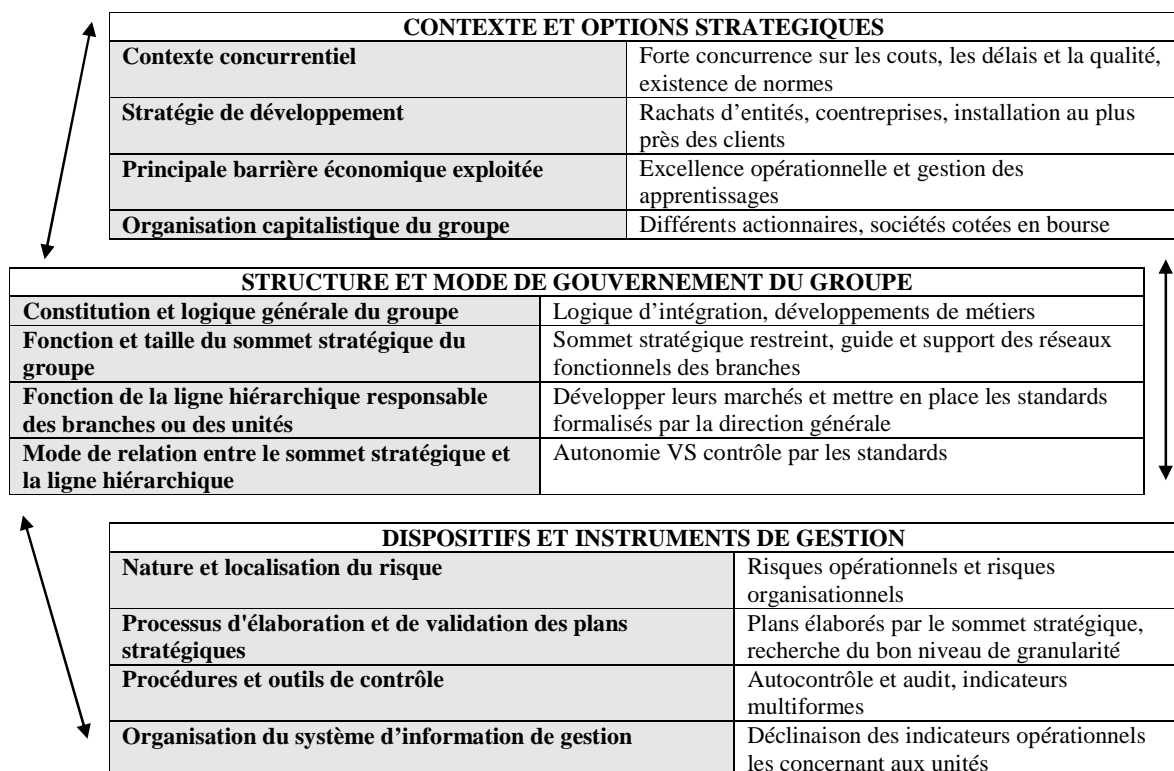 CONTEXTE ET OPTIONS STRATEGIQUES
Contexte concurrentiel
Forte concurrence sur les couts, les délais et la qualité,
existence de normes
Stratégie de développement
Rachats d’entités, coentreprises, installation au plus
près des clients
Principale barrière économique exploitée
Excellence opérationnelle et gestion des
apprentissages
Organisation capitalistique du groupe
Différents actionnaires, sociétés cotées en bourse
STRUCTURE ET MODE DE GOUVERNEMENT DU GROUPE
Constitution et logique générale du groupe
Logique d’intégration, développements de métiers
Fonction et taille du sommet stratégique du
groupe
Sommet stratégique restreint, guide et support des réseaux
fonctionnels des branches
Fonction de la ligne hiérarchique responsable
des branches ou des unités
Développer leurs marchés et mettre en place les standards
formalisés par la direction générale
Mode de relation entre le sommet stratégique et
la ligne hiérarchique
Autonomie VS contrôle par les standards
DISPOSITIFS ET INSTRUMENTS DE GESTION
Nature et localisation du risque
Risques opérationnels et risques
organisationnels
Processus d'élaboration et de validation des plans
stratégiques
Plans élaborés par le sommet stratégique,
recherche du bon niveau de granularité
Procédures et outils de contrôle
Autocontrôle et audit, indicateurs
multiformes
Organisation du système d’information de gestion
Déclinaison des indicateurs opérationnels
les concernant aux unités